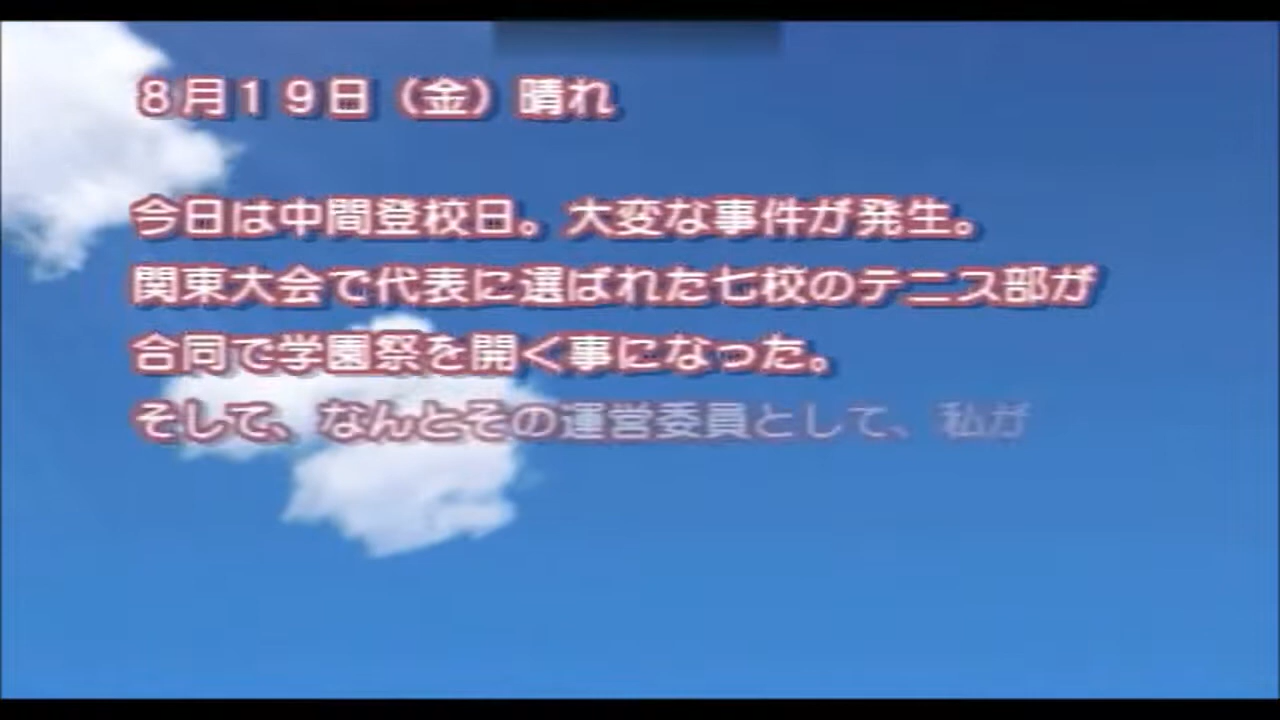 ８月１９日（金）晴れ
今日は中間登校日。大変な事件が発生。
関東大会で代表に選ばれた七校のテニス部が
合同で学園祭を開く事になった。
そして、なんとその運営委員として、私が